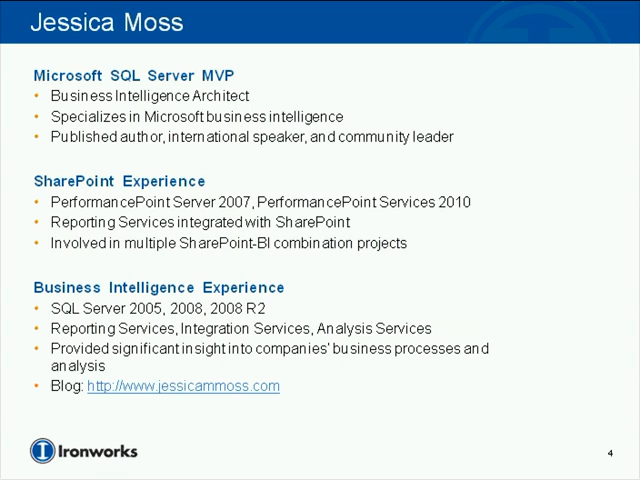 Jessica Moss
Microsoft SQL Server MVP
• Business Intelligence Architect
• Specializes in Microsoft business intelligence
• Published author, international speaker, and community leader
SharePoint Experience
• PerformancePoint Server 2007, PerformancePoint Services 2010
• Reporting Services integrated with SharePoint
• Involved in multiple SharePoint-BI combination projects
Business Intelligence Experience
• SQL Server 2005, 2008, 2008 R2
• Reporting Services, Integration Services, Analysis Services
• Provided significant insight into companies' business processes and
analysis
• Blog: http://www.jessicammoss.com
Ironworks
4